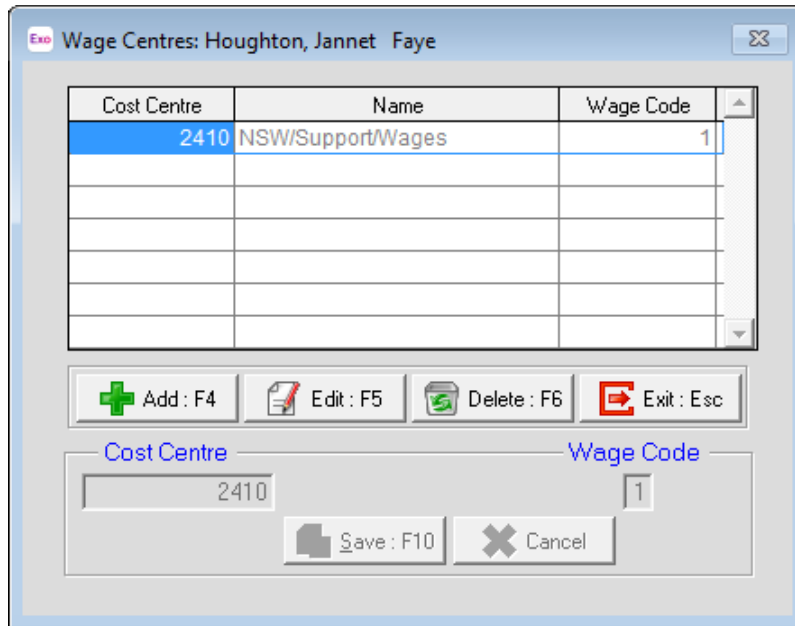 Exo Wage Centres: Houghton, Jannet Faye
Cost Centre Name Wage Code
2410 NSW/Support/Wages 1
Add : F4 Edit : F5 Delete : F6 Exit : Esc
Cost Centre Wage Code
2410 1
Save : F10 Cancel